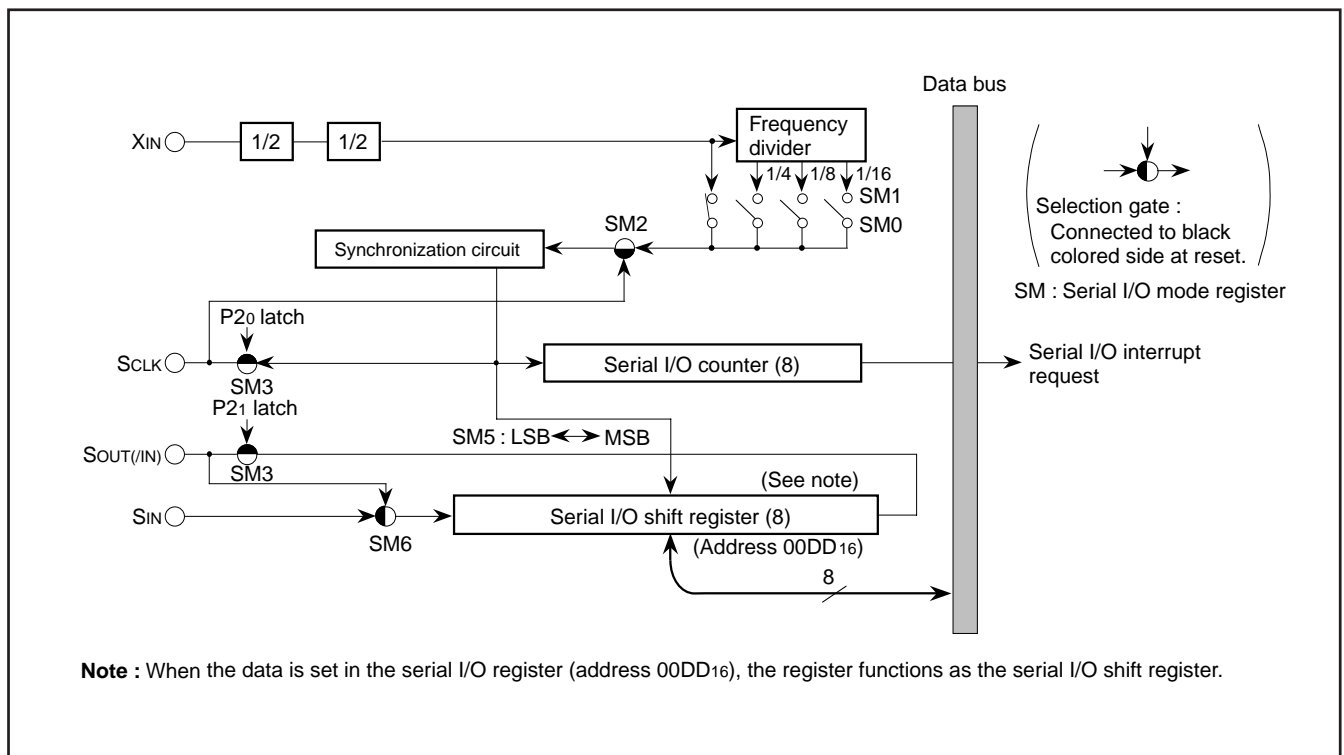 Data bus
XIN
1/2
1/2
Frequency
divider
1/4
1/8
1/16
SM1
SM0
SM2
Synchronization circuit
Selection gate :
Connected to black
colored side at reset.
SM : Serial I/O mode register
P20 latch
SCLK
SM3
Serial I/O counter (8)
Serial I/O interrupt
request
P21 latch
SM5 : LSB MSB
SOUT(/IN)
SM3
(See note)
SIN
SM6
Serial I/O shift register (8)
(Address 00DD16)
8
Note : When the data is set in the serial I/O register (address 00DD16), the register functions as the serial I/O shift register.